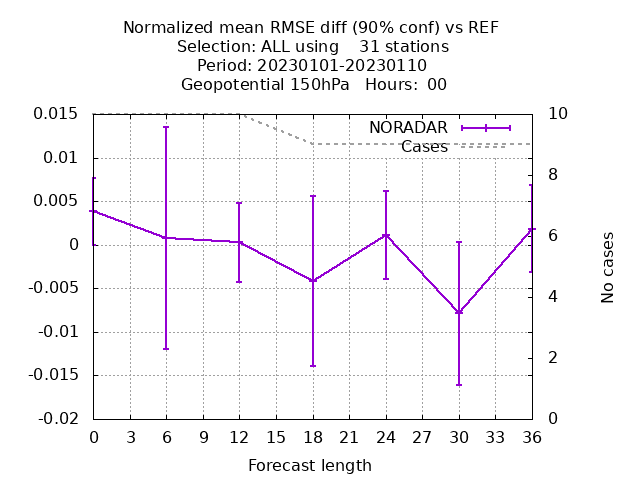 Normalized mean RMSE diff (90% conf) vs REF
Selection: ALL using    31 stations
Period: 20230101-20230110
Geopotential 150hPa   Hours:  00
0.015
0.01
0.005
0
-0.005
-0.01
-0.015
-0.02
NORADAR
Cases
10
8
6
4
2
0
No cases
0 3 6 9 12 15 18 21 24 27 30 33 36
Forecast length